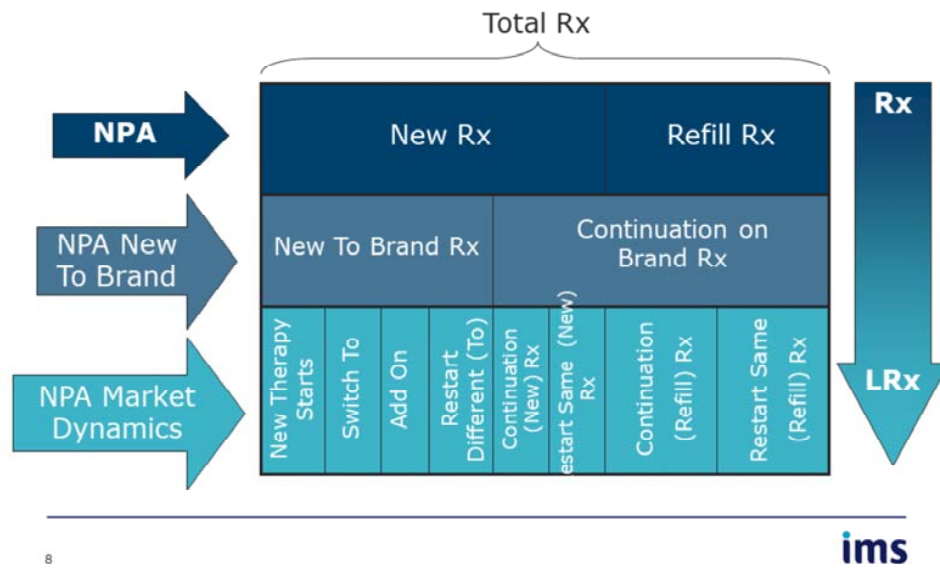 Total Rx
NPA
New Rx
Refill Rx
Rx
NPA New
To Brand
New To Brand Rx
Continuation on
Brand Rx
NPA Market
Dynamics
New Therapy
Starts
Switch To
Add On
Restart
Different (To)
Continuation
(New) Rx
estart Same (New)
Rx
Continuation
(Refill) Rx
Restart Same
(Refill) Rx
LRx
8
ims